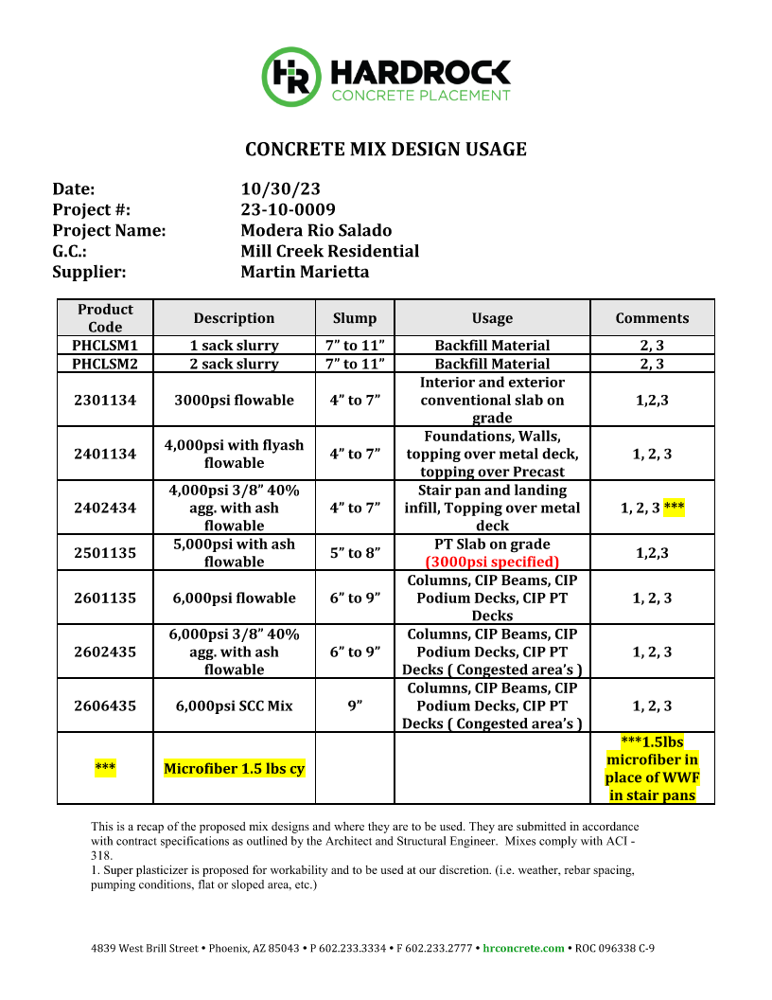 HR HARDROCK
CONCRETE PLACEMENT
CONCRETE MIX DESIGN USAGE
Date: 10/30/23
Project #: 23-10-0009
Project Name: Modera Rio Salado
G.C.: Mill Creek Residential
Supplier: Martin Marietta
Product
Code
Description
Slump
Usage
Comments
PHCLSM1
1 sack slurry
7” to 11”
Backfill Material
2, 3
PHCLSM2
2 sack slurry
7” to 11”
Backfill Material
2, 3
2301134
3000psi flowable
4” to 7”
Interior and exterior
conventional slab on
grade
1,2,3
2401134
4,000psi with flyash
flowable
4” to 7”
Foundations, Walls,
topping over metal deck,
topping over Precast
1, 2, 3
2402434
4,000psi 3/8” 40%
agg. with ash
flowable
4” to 7”
Stair pan and landing
infill, Topping over metal
deck
1, 2, 3 ***
2501135
5,000psi with ash
flowable
5” to 8”
PT Slab on grade
(3000psi specified)
1,2,3
2601135
6,000psi flowable
6” to 9”
Columns, CIP Beams, CIP
Podium Decks, CIP PT
Decks
1, 2, 3
2602435
6,000psi 3/8” 40%
agg. with ash
flowable
6” to 9”
Columns, CIP Beams, CIP
Podium Decks, CIP PT
Decks ( Congested area’s )
1, 2, 3
2606435
6,000psi SCC Mix
9”
Columns, CIP Beams, CIP
Podium Decks, CIP PT
Decks ( Congested area’s )
1, 2, 3
***
Microfiber 1.5 lbs cy
***1.5lbs
microfiber in
place of WWF
in stair pans
This is a recap of the proposed mix designs and where they are to be used. They are submitted in accordance
with contract specifications as outlined by the Architect and Structural Engineer. Mixes comply with ACI -
318.
1. Super plasticizer is proposed for workability and to be used at our discretion. (i.e. weather, rebar spacing,
pumping conditions, flat or sloped area, etc.)
4839 West Brill Street • Phoenix, AZ 85043 • P 602.233.3334 • F 602.233.2777 • hrconcrete.com • ROC 096338 C-9